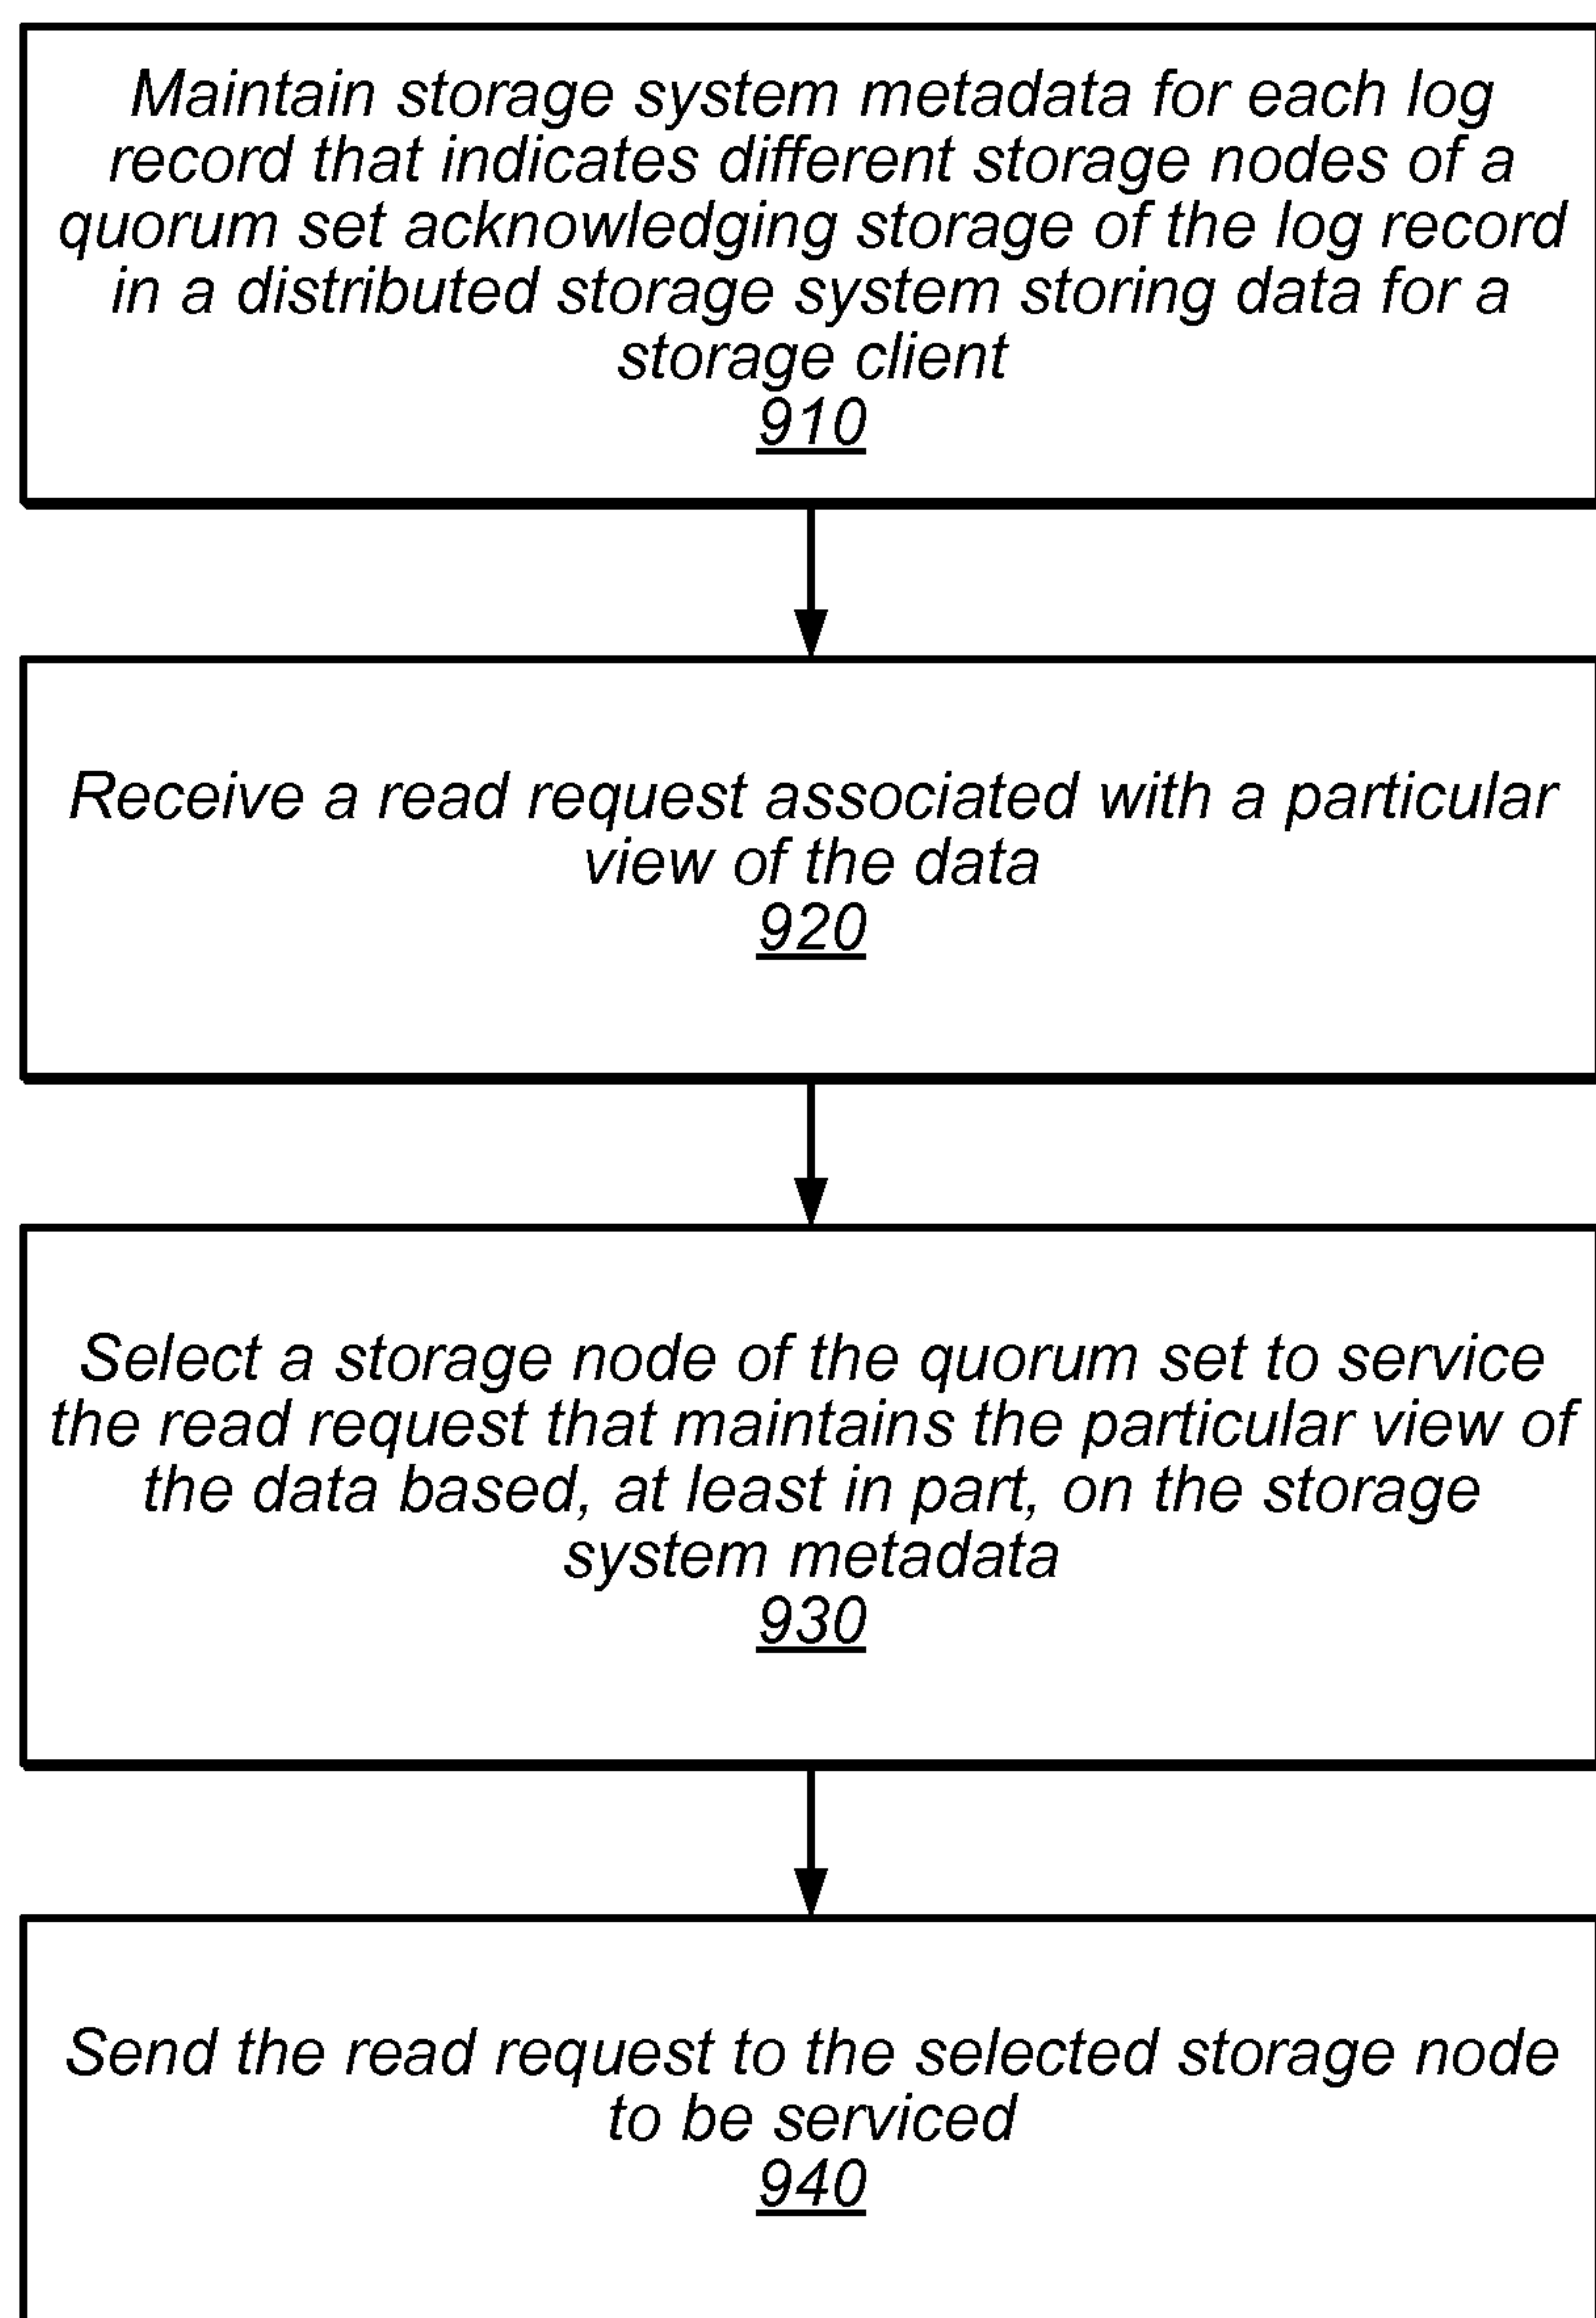 Maintain storage system metadata for each log
record that indicates different storage nodes of a
quorum set acknowledging storage of the log record
in a distributed storage system storing data for a
storage client
910
Receive a read request associated with a particular
view of the data
920
Select a storage node of the quorum set to service
the read request that maintains the particular view of
the data based, at least in part, on the storage
system metadata
930
Send the read request to the selected storage node
to be serviced
940